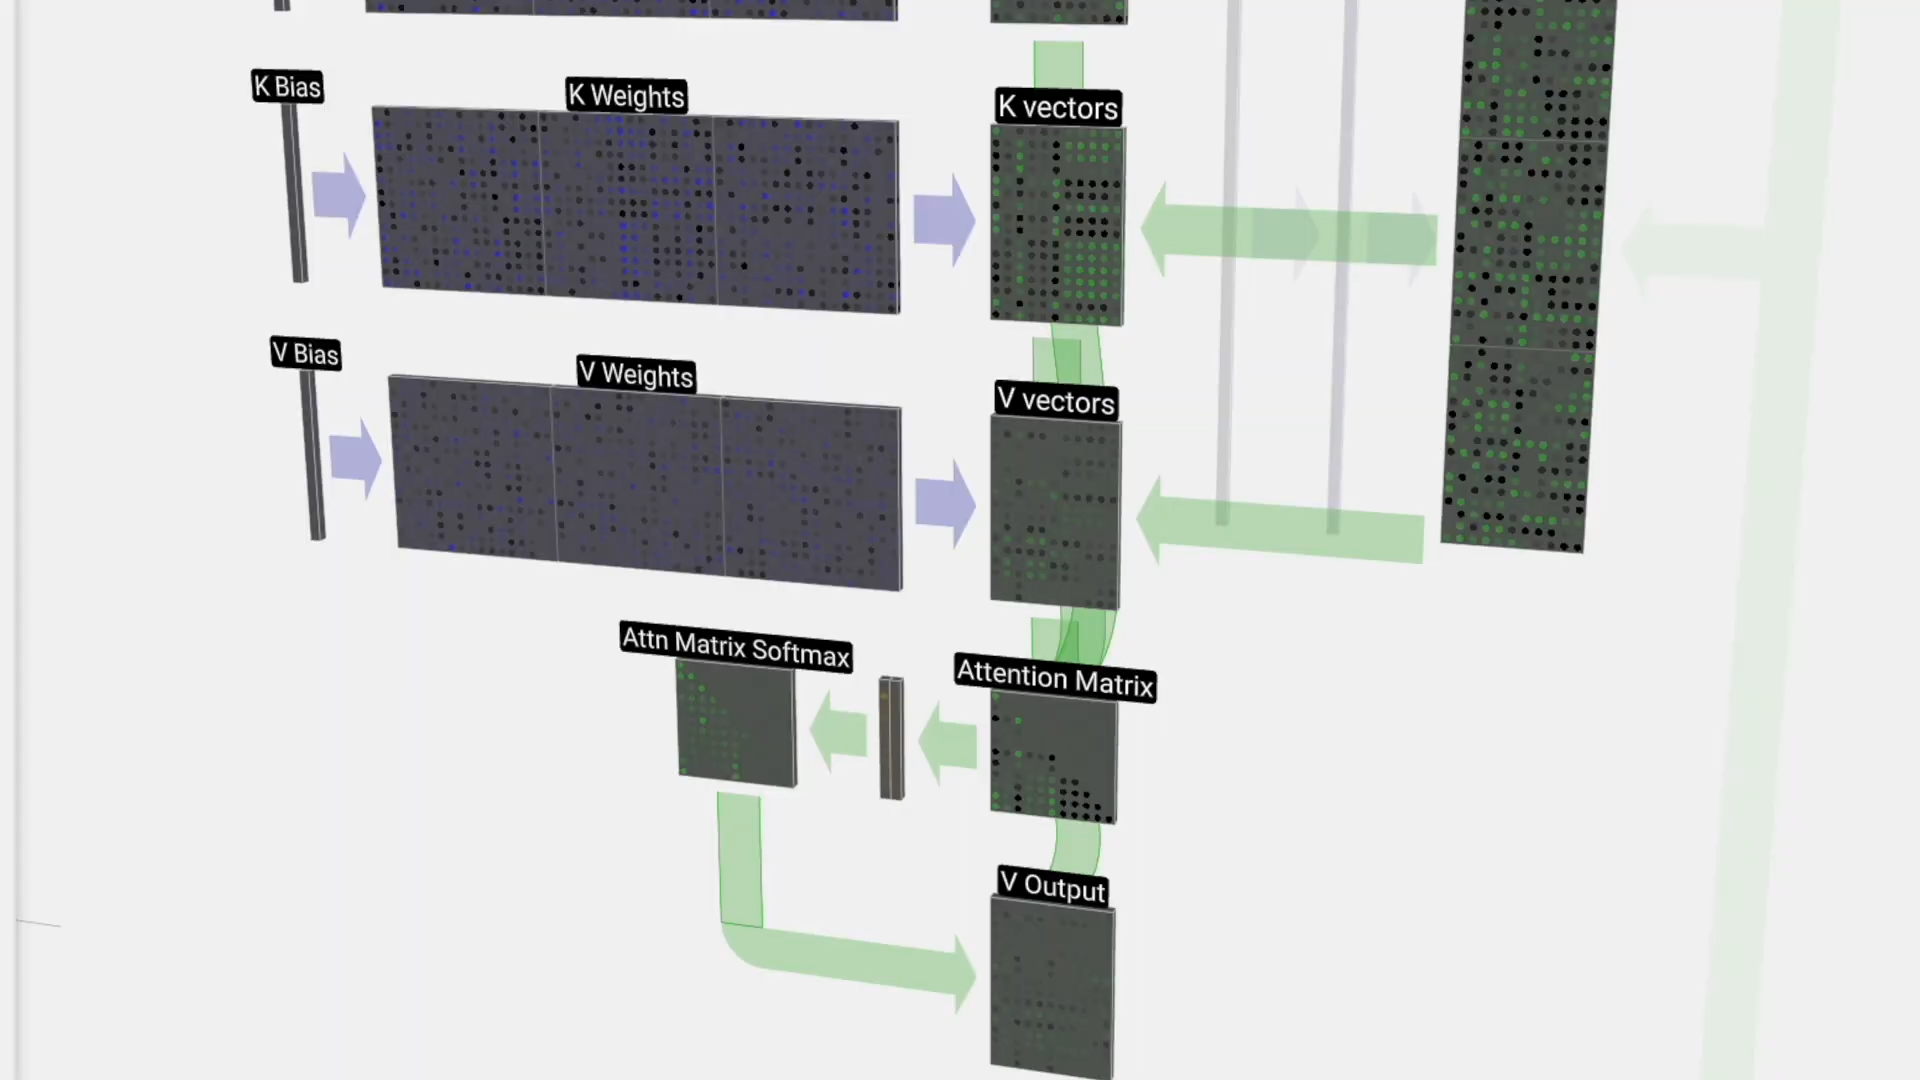 K Bias
K Weights
K vectors
V Bias
V Weights
V vectors
Attn Matrix Softmax
Attention Matrix
V Output